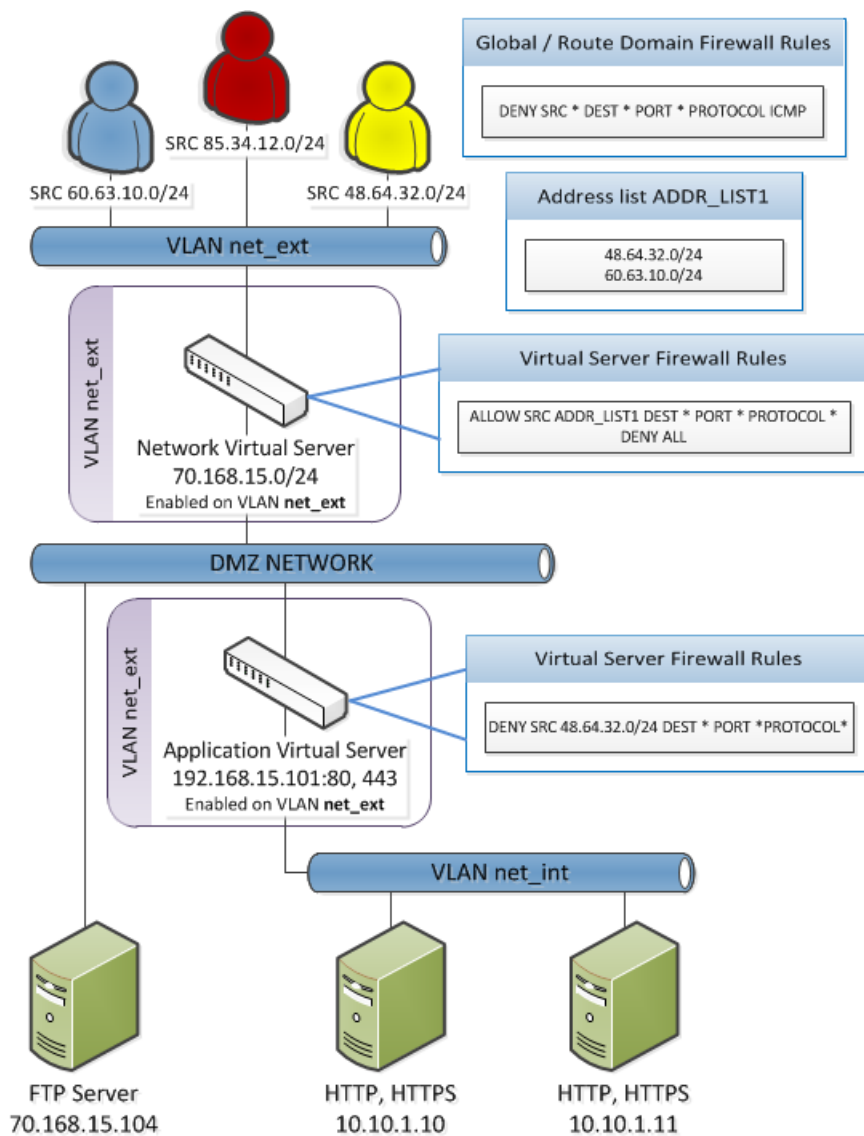 Global / Route Domain Firewall Rules
DENY SRC * DEST * PORT * PROTOCOL ICMP
SRC 85.34.12.0/24
SRC 60.63.10.0/24
SRC 48.64.32.0/24
Address list ADDR_LIST1
48.64.32.0/24
60.63.10.0/24
VLAN net_ext
VLAN net_ext
Network Virtual Server
70.168.15.0/24
Enabled on VLAN net_ext
Virtual Server Firewall Rules
ALLOW SRC ADDR_LIST1 DEST * PORT * PROTOCOL *
DENY ALL
DMZ NETWORK
VLAN net_ext
Application Virtual Server
192.168.15.101:80, 443
Enabled on VLAN net_ext
Virtual Server Firewall Rules
DENY SRC 48.64.32.0/24 DEST * PORT *PROTOCOL*
VLAN net_int
FTP Server
70.168.15.104
HTTP, HTTPS
10.10.1.10
HTTP, HTTPS
10.10.1.11